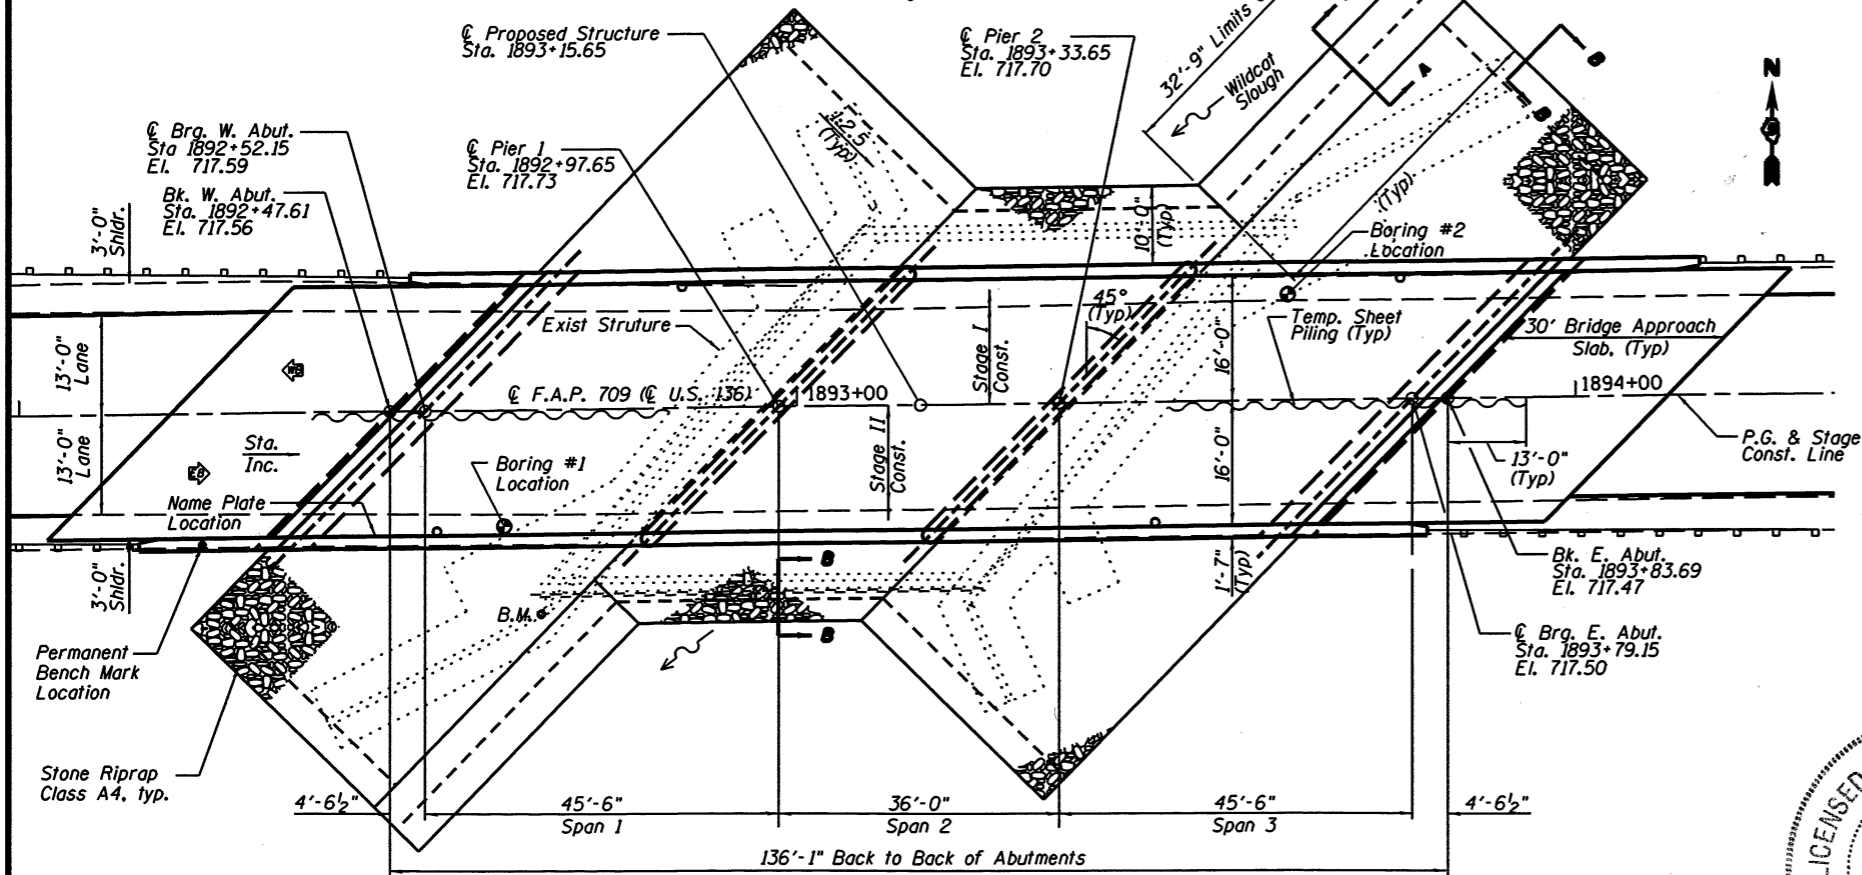 ℄ Proposed Structure
Sta. 1893+15.65
℄ Pier 2
Sta. 1893+33.65
El. 717.70
32'-9" Limits
Wildcat
Slough
A
B
B
N
℄ Brg. W. Abut.
Sta 1892+52.15
El. 717.59
℄ Pier 1
Sta. 1892+97.65
El. 717.73
1:2.5
(Typ)
Bk. W. Abut.
Sta. 1892+47.61
El. 717.56
3'-0"
Shldr.
10'-0"
(Typ)
(Typ)
Boring #2
Location
Exist Struture
45°
(Typ)
Stage I
Const.
16'-0"
Temp. Sheet
Piling (Typ)
30' Bridge Approach
Slab, (Typ)
13'-0"
Lane
WB
℄ F.A.P. 709 (℄ U.S. 136)
1893+00
1894+00
13'-0"
Lane
Sta.
Inc.
EB
Boring #1
Location
Stage II
Const.
16'-0"
13'-0"
(Typ)
P.G. & Stage
Const. Line
Name Plate
Location
3'-0"
Shldr.
B
B
B.M.
1'-7"
(Typ)
Bk. E. Abut.
Sta. 1893+83.69
El. 717.47
℄ Brg. E. Abut.
Sta. 1893+79.15
El. 717.50
Permanent
Bench Mark
Location
Stone Riprap
Class A4, typ.
4'-6½"
45'-6"
Span 1
36'-0"
Span 2
45'-6"
Span 3
4'-6½"
136'-1" Back to Back of Abutments
LICENSED